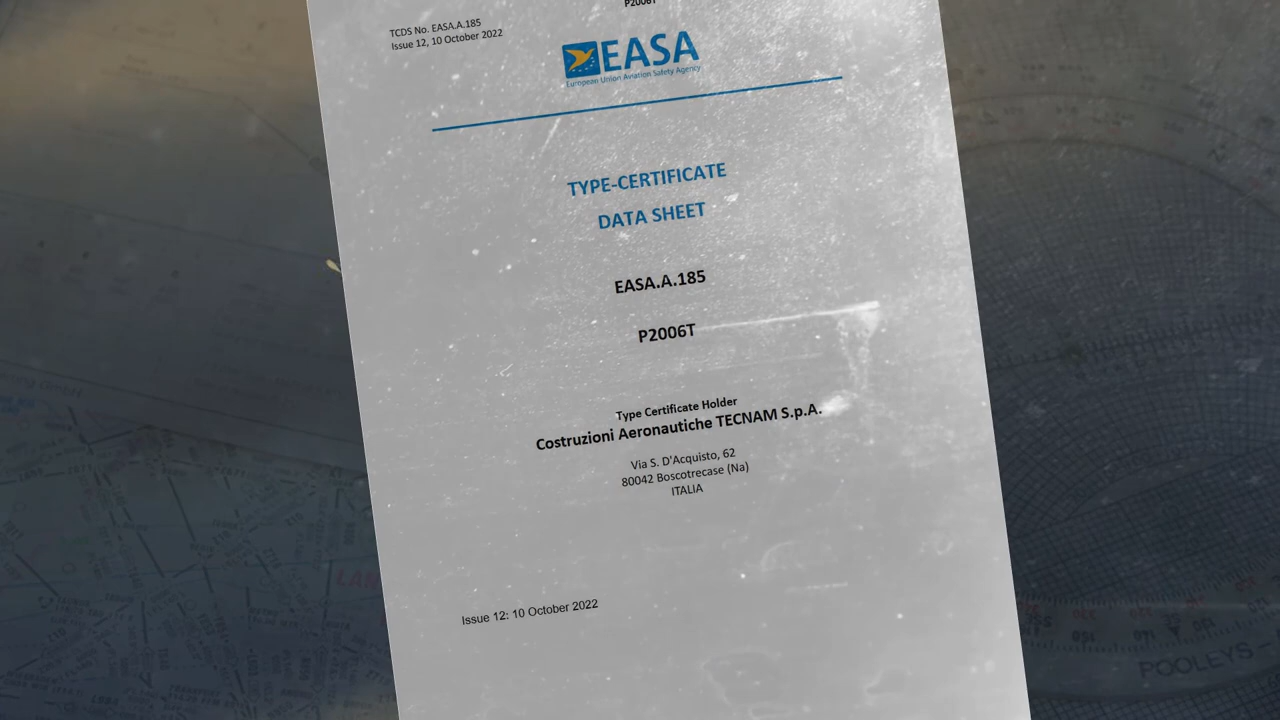 P2006T
TCDS No. EASA.A.185
Issue 12, 10 October 2022
EASA
European Union Aviation Safety Agency
TYPE-CERTIFICATE
DATA SHEET
EASA.A.185
P2006T
Type Certificate Holder
Costruzioni Aeronautiche TECNAM S.p.A.
Via S. D'Acquisto, 62
80042 Boscotrecase (Na)
ITALIA
Issue 12: 10 October 2022
POOLEYS